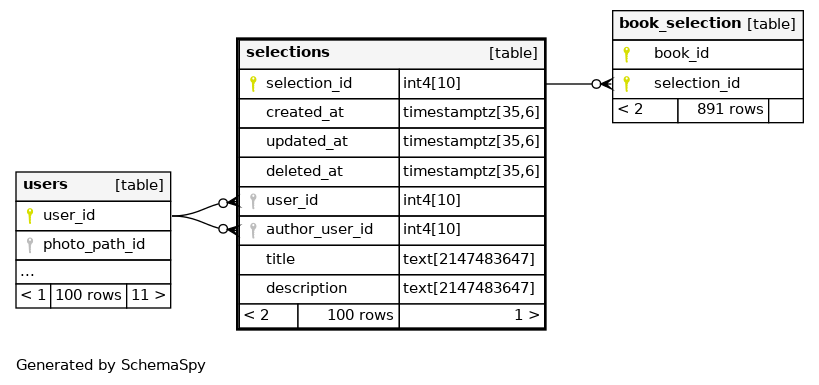 users [table]
user_id
photo_path_id
...
< 1 100 rows 11 >
selections [table]
selection_id int4[10]
created_at timestamptz[35,6]
updated_at timestamptz[35,6]
deleted_at timestamptz[35,6]
user_id int4[10]
author_user_id int4[10]
title text[2147483647]
description text[2147483647]
< 2 100 rows 1 >
book_selection [table]
book_id
selection_id
< 2 891 rows
Generated by SchemaSpy